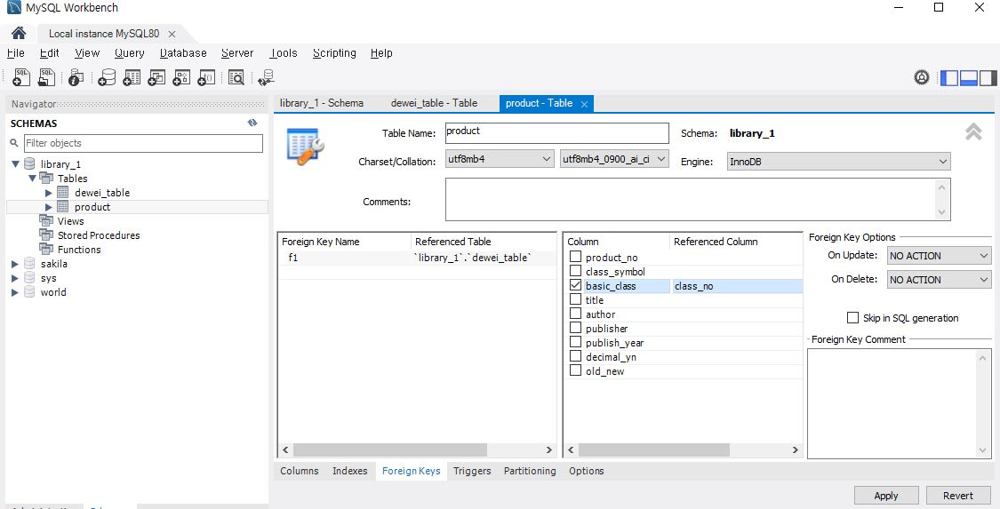 MySQL Workbench
Local instance MySQL80
File Edit View Query Database Server Tools Scripting Help
Navigator
SCHEMAS
Filter objects
library_1
Tables
dewei_table
product
Views
Stored Procedures
Functions
sakila
sys
world
library_1 - Schema
dewei_table - Table
product - Table
Table Name: product
Schema: library_1
Charset/Collation: utf8mb4 utf8mb4_0900_ai_ci
Engine: InnoDB
Comments:
Foreign Key Name Referenced Table
f1 `library_1`.`dewei_table`
Column Referenced Column
product_no
class_symbol
basic_class class_no
title
author
publisher
publish_year
decimal_yn
old_new
Foreign Key Options
On Update: NO ACTION
On Delete: NO ACTION
Skip in SQL generation
Foreign Key Comment
Columns Indexes Foreign Keys Triggers Partitioning Options
Apply Revert